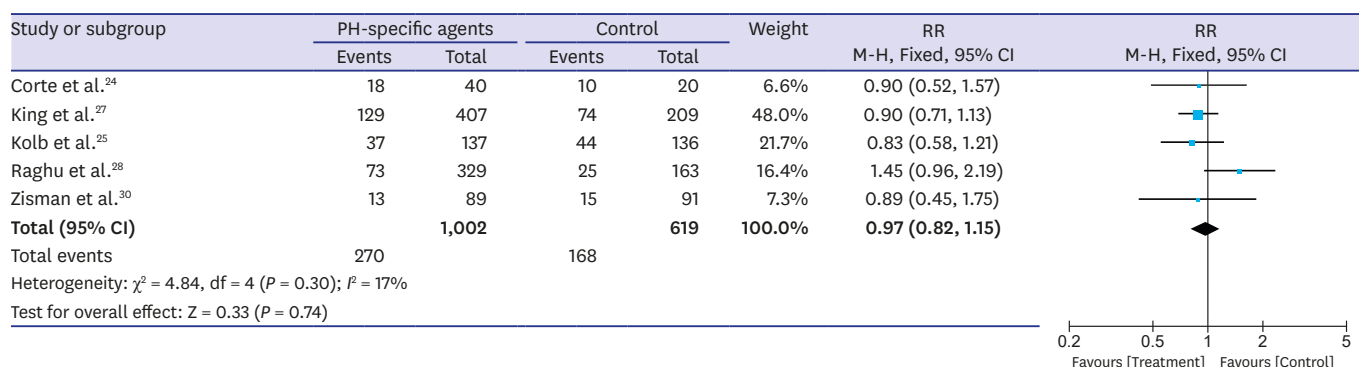 Study or subgroup PH-specific agents Control Weight RR RR
Events Total Events Total M-H, Fixed, 95% CI M-H, Fixed, 95% CI
Corte et al.²⁴ 18 40 10 20 6.6% 0.90 (0.52, 1.57)
King et al.²⁷ 129 407 74 209 48.0% 0.90 (0.71, 1.13)
Kolb et al.²⁵ 37 137 44 136 21.7% 0.83 (0.58, 1.21)
Raghu et al.²⁸ 73 329 25 163 16.4% 1.45 (0.96, 2.19)
Zisman et al.³⁰ 13 89 15 91 7.3% 0.89 (0.45, 1.75)
Total (95% CI) 1,002 619 100.0% 0.97 (0.82, 1.15)
Total events 270 168
Heterogeneity: χ² = 4.84, df = 4 (P = 0.30); I² = 17%
Test for overall effect: Z = 0.33 (P = 0.74)
0.2 0.5 1 2 5
Favours [Treatment] Favours [Control]